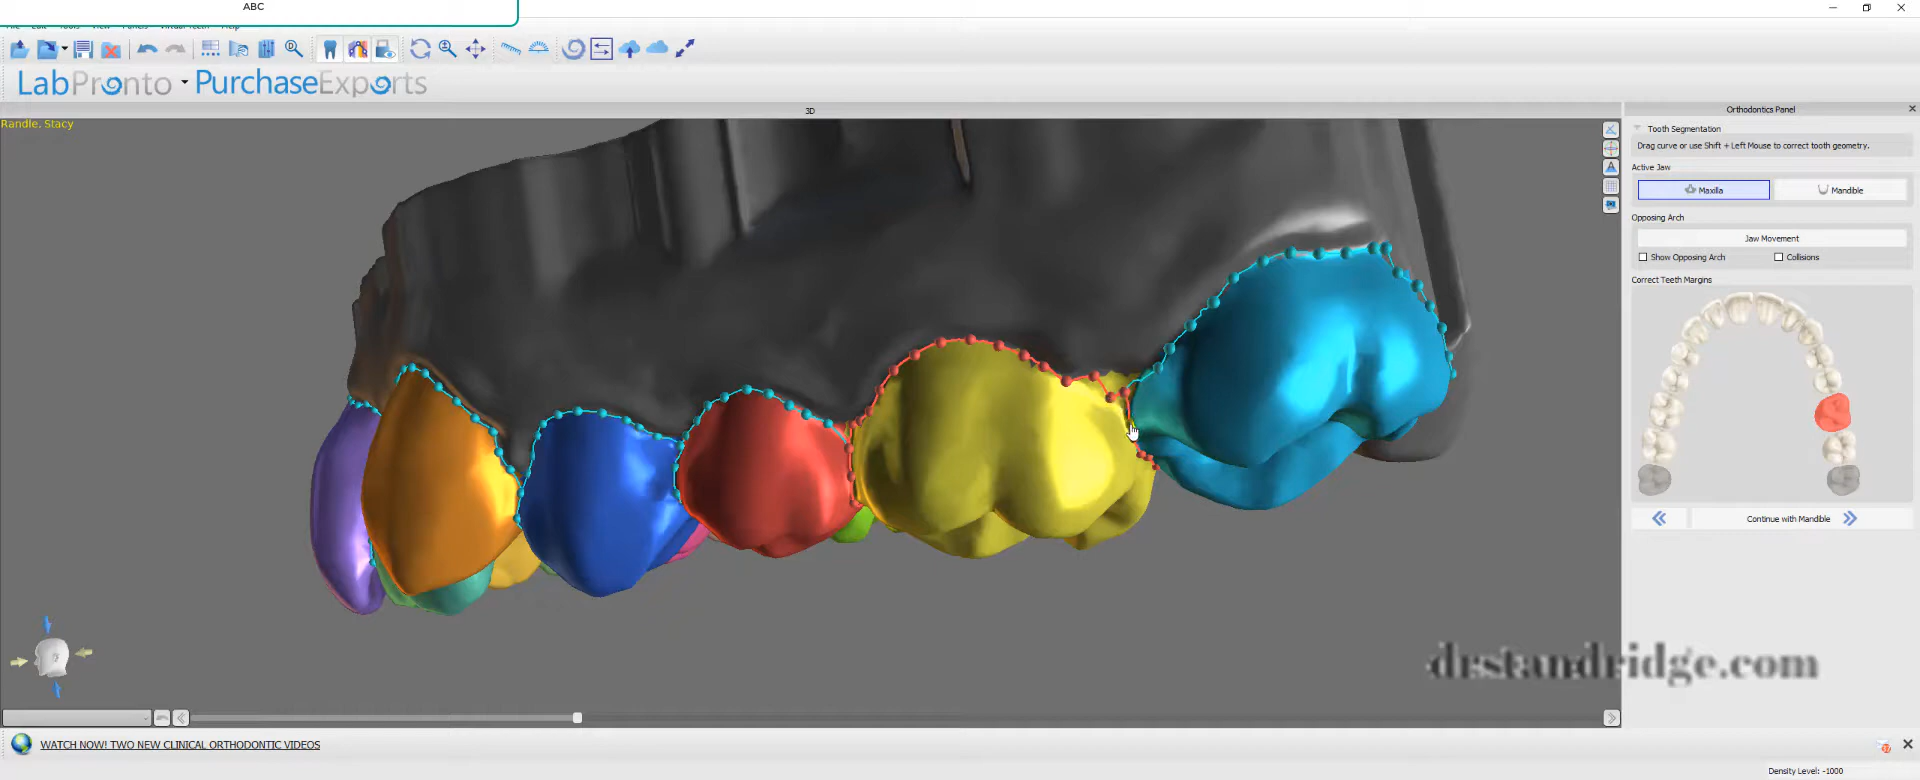 ABC
LabPronto PurchaseExports
3D
Randle, Stacy
Orthodontics Panel
Tooth Segmentation
Drag curve or use Shift + Left Mouse to correct tooth geometry.
Active Jaw
Maxilla
Mandible
Opposing Arch
Jaw Movement
Show Opposing Arch
Collisions
Correct Teeth Margins
Continue with Mandible
drstandridge.com
WATCH NOW! TWO NEW CLINICAL ORTHODONTIC VIDEOS
Density Level: -1000